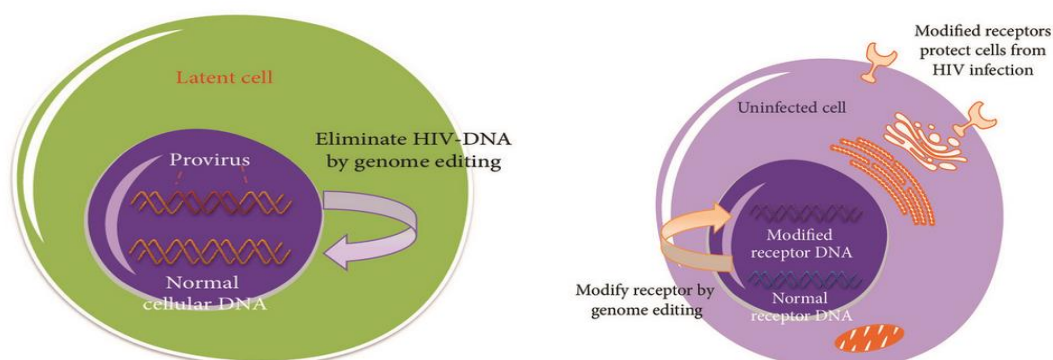 Latent cell
Provirus
Eliminate HIV-DNA
by genome editing
Normal
cellular DNA
Modified receptors
protect cells from
HIV infection
Uninfected cell
Modified
receptor DNA
Modify receptor by
genome editing
Normal
receptor DNA